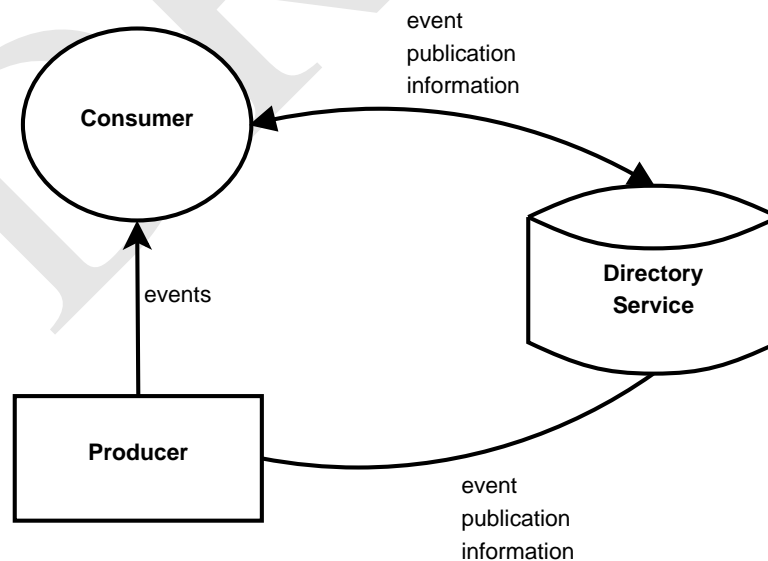 event
publication
information
Consumer
Directory
Service
events
Producer
event
publication
information